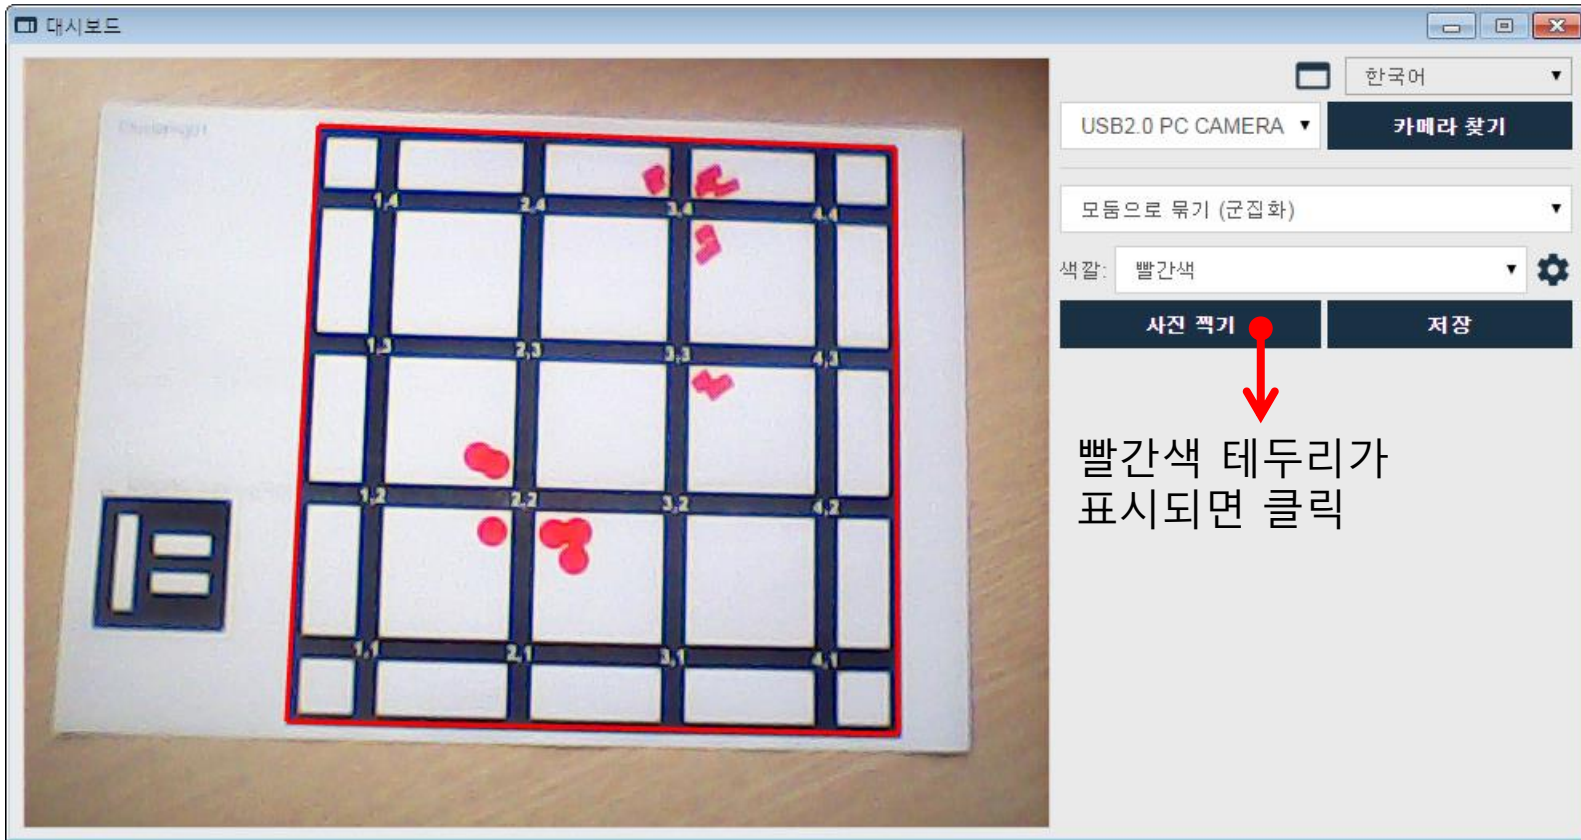 대시보드
한국어
USB2.0 PC CAMERA
카메라 찾기
모둠으로 묶기 (군집화)
색깔:
빨간색
사진 찍기
저장
빨간색 테두리가
표시되면 클릭
1,4
2,4
3,4
4,4
1,3
2,3
3,3
4,3
1,2
2,2
3,2
4,2
1,1
2,1
3,1
4,1